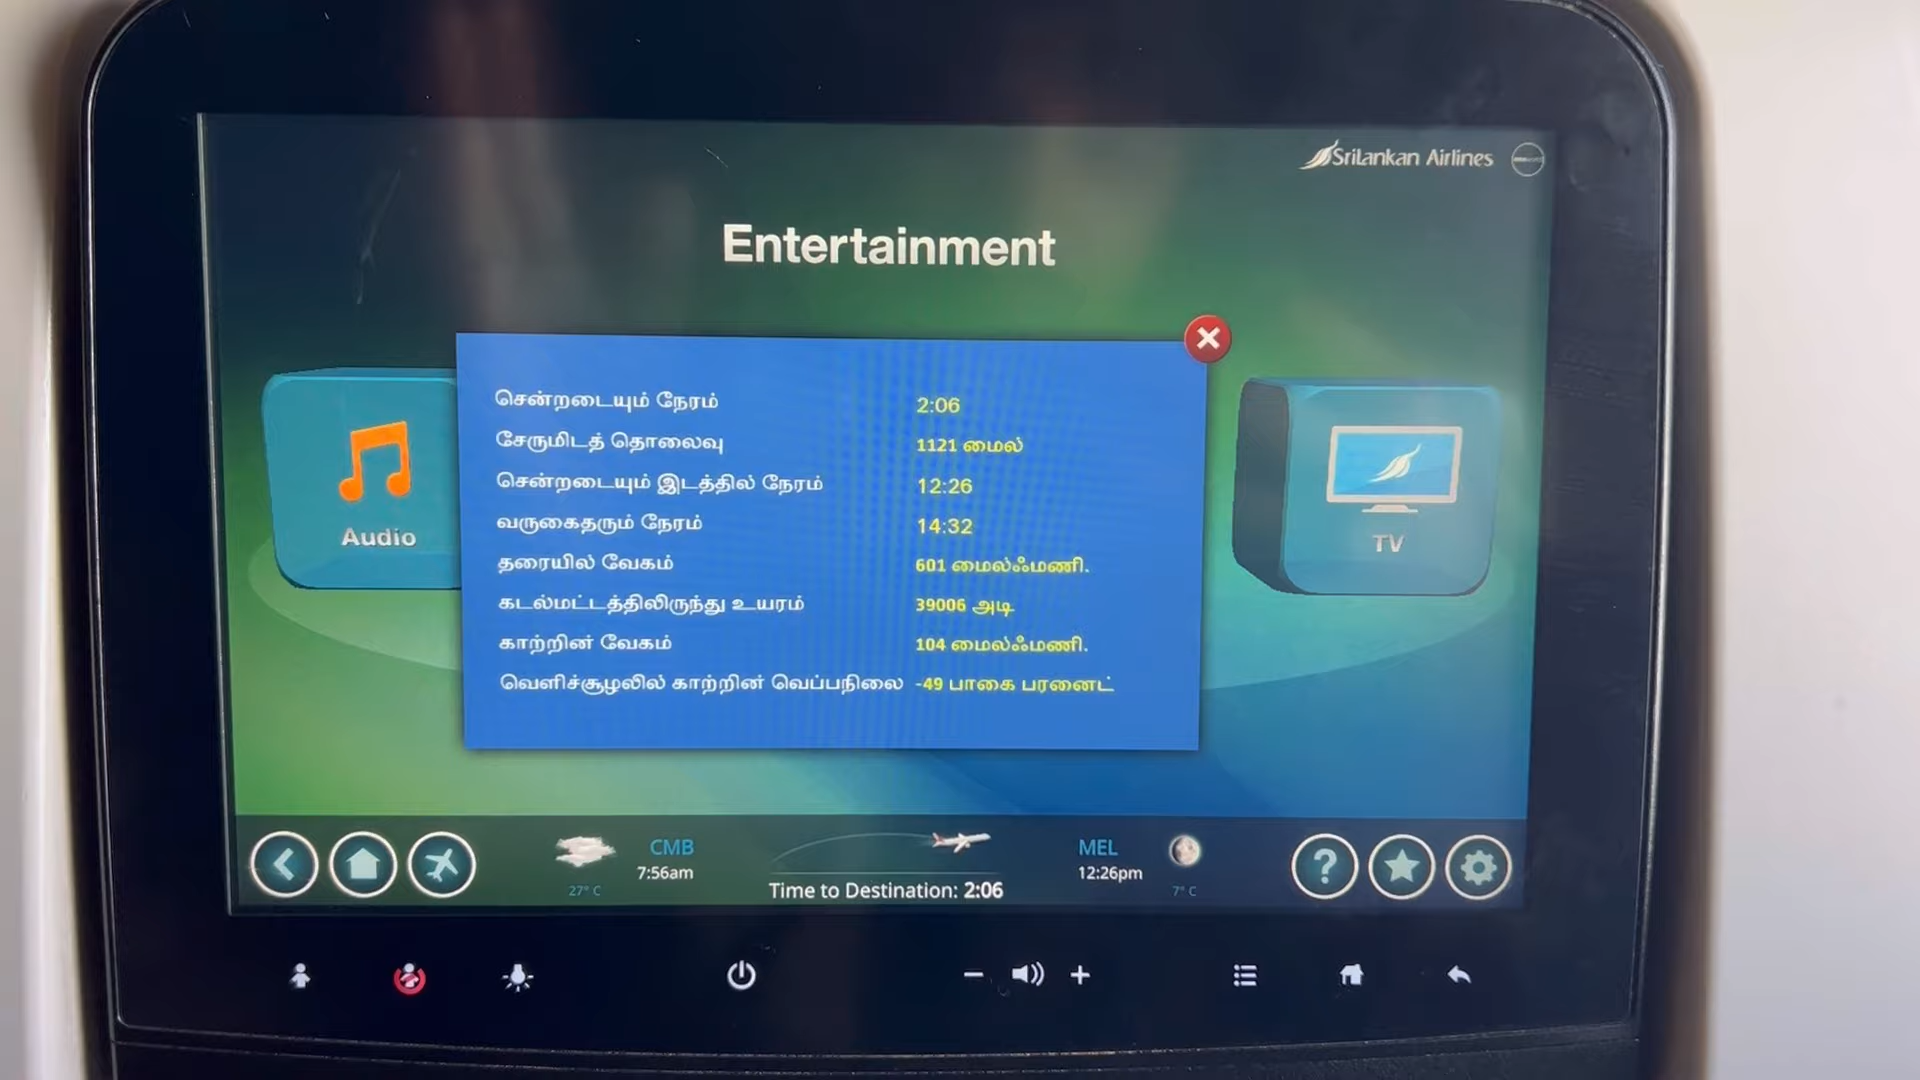 SriLankan Airlines
Entertainment
சென்றடையும் நேரம் 2:06
சேருமிடத் தொலைவு 1121 மைல்
சென்றடையும் இடத்தில் நேரம் 12:26
வருகைதரும் நேரம் 14:32
தரையில் வேகம் 601 மைல்ஃமணி.
கடல்மட்டத்திலிருந்து உயரம் 39006 அடி
காற்றின் வேகம் 104 மைல்ஃமணி.
வெளிச்சூழலில் காற்றின் வெப்பநிலை -49 பாகை பரனைட்
Audio
TV
CMB
7:56am
27° C
Time to Destination: 2:06
MEL
12:26pm
7° C